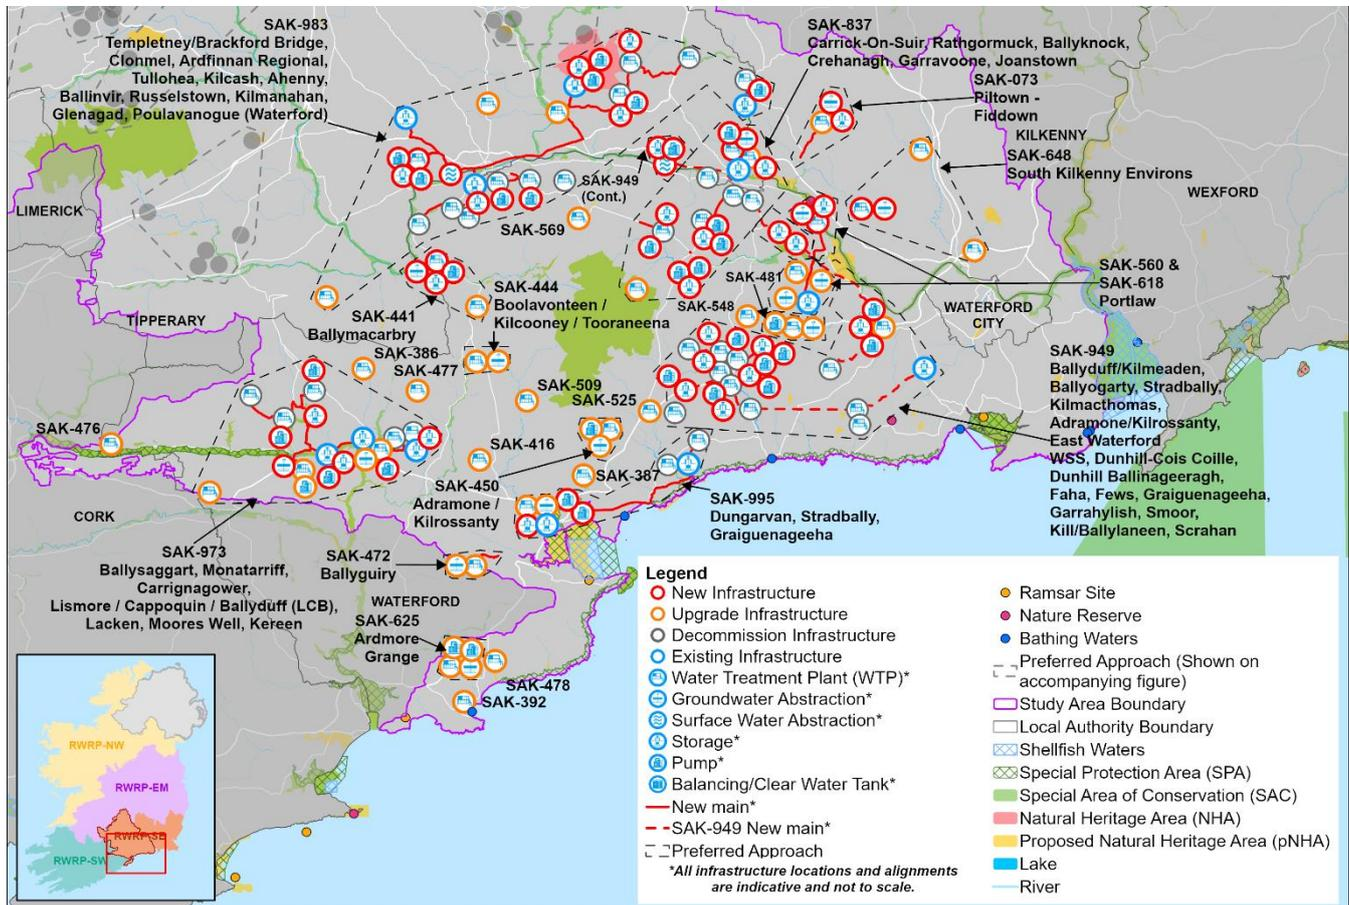 SAK-983
Templetney/Brackford Bridge,
Clonmel, Ardfinnan Regional,
Tullohea, Kilcash, Ahenny,
Ballinvir, Russelstown, Kilmanahan,
Glenagad, Poulavanogue (Waterford)
SAK-837
Carrick-On-Suir, Rathgormuck, Ballyknock,
Crehanagh, Garravoone, Joanstown
SAK-073
Piltown -
Fiddown
KILKENNY
SAK-648
South Kilkenny Environs
WEXFORD
LIMERICK
SAK-949
(Cont.)
SAK-569
TIPPERARY
SAK-441
Ballymacarbry
SAK-444
Boolavonteen /
Kilcooney / Tooraneena
SAK-481
SAK-548
SAK-560 &
SAK-618
Portlaw
WATERFORD
CITY
SAK-386
SAK-477
SAK-509
SAK-525
SAK-476
SAK-416
SAK-387
SAK-450
Adramone /
Kilrossanty
SAK-949
Ballyduff/Kilmeaden,
Ballyogarty, Stradbally,
Kilmacthomas,
Adramone/Kilrossanty,
East Waterford
WSS, Dunhill-Cois Coille,
Dunhill Ballinageeragh,
Faha, Fews, Graiguenageeha,
Garrahylish, Smoor,
Kill/Ballylaneen, Scrahan
SAK-995
Dungarvan, Stradbally,
Graiguenageeha
CORK
SAK-973
Ballysaggart, Monatarriff,
Carrignagower,
Lismore / Cappoquin / Ballyduff (LCB),
Lacken, Moores Well, Kereen
SAK-472
Ballyguiry
WATERFORD
SAK-625
Ardmore
Grange
SAK-478
SAK-392
RWRP-NW
RWRP-EM
RWRP-SE
RWRP-SW
Legend
New Infrastructure
Upgrade Infrastructure
Decommission Infrastructure
Existing Infrastructure
Water Treatment Plant (WTP)*
Groundwater Abstraction*
Surface Water Abstraction*
Storage*
Pump*
Balancing/Clear Water Tank*
New main*
SAK-949 New main*
Preferred Approach
*All infrastructure locations and alignments
are indicative and not to scale.
Ramsar Site
Nature Reserve
Bathing Waters
Preferred Approach (Shown on
accompanying figure)
Study Area Boundary
Local Authority Boundary
Shellfish Waters
Special Protection Area (SPA)
Special Area of Conservation (SAC)
Natural Heritage Area (NHA)
Proposed Natural Heritage Area (pNHA)
Lake
River